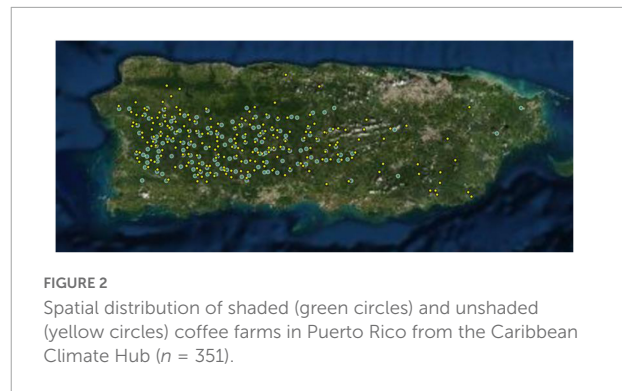 FIGURE 2
Spatial distribution of shaded (green circles) and unshaded
(yellow circles) coffee farms in Puerto Rico from the Caribbean
Climate Hub (n = 351).